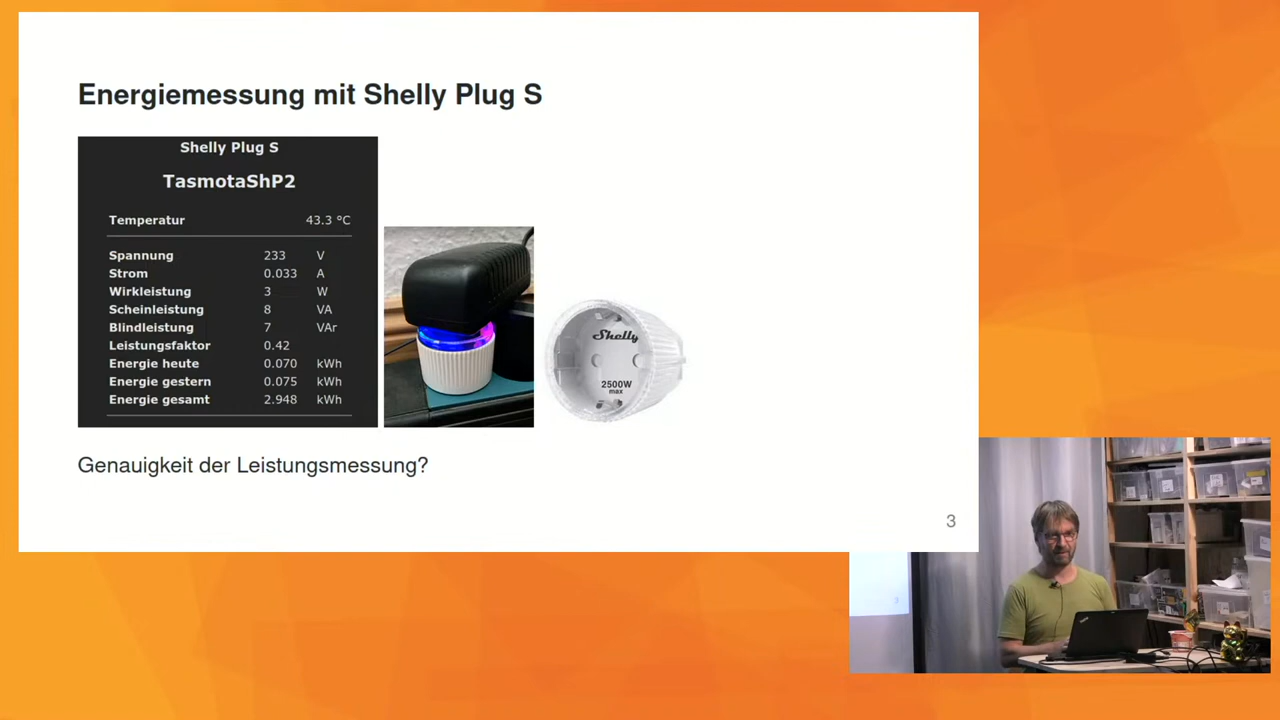 Energiemessung mit Shelly Plug S
Shelly Plug S
TasmotaShP2
Temperatur 43.3 °C
Spannung 233 V
Strom 0.033 A
Wirkleistung 3 W
Scheinleistung 8 VA
Blindleistung 7 VAr
Leistungsfaktor 0.42
Energie heute 0.070 kWh
Energie gestern 0.075 kWh
Energie gesamt 2.948 kWh
Shelly
2500W
max
Genauigkeit der Leistungsmessung?
3